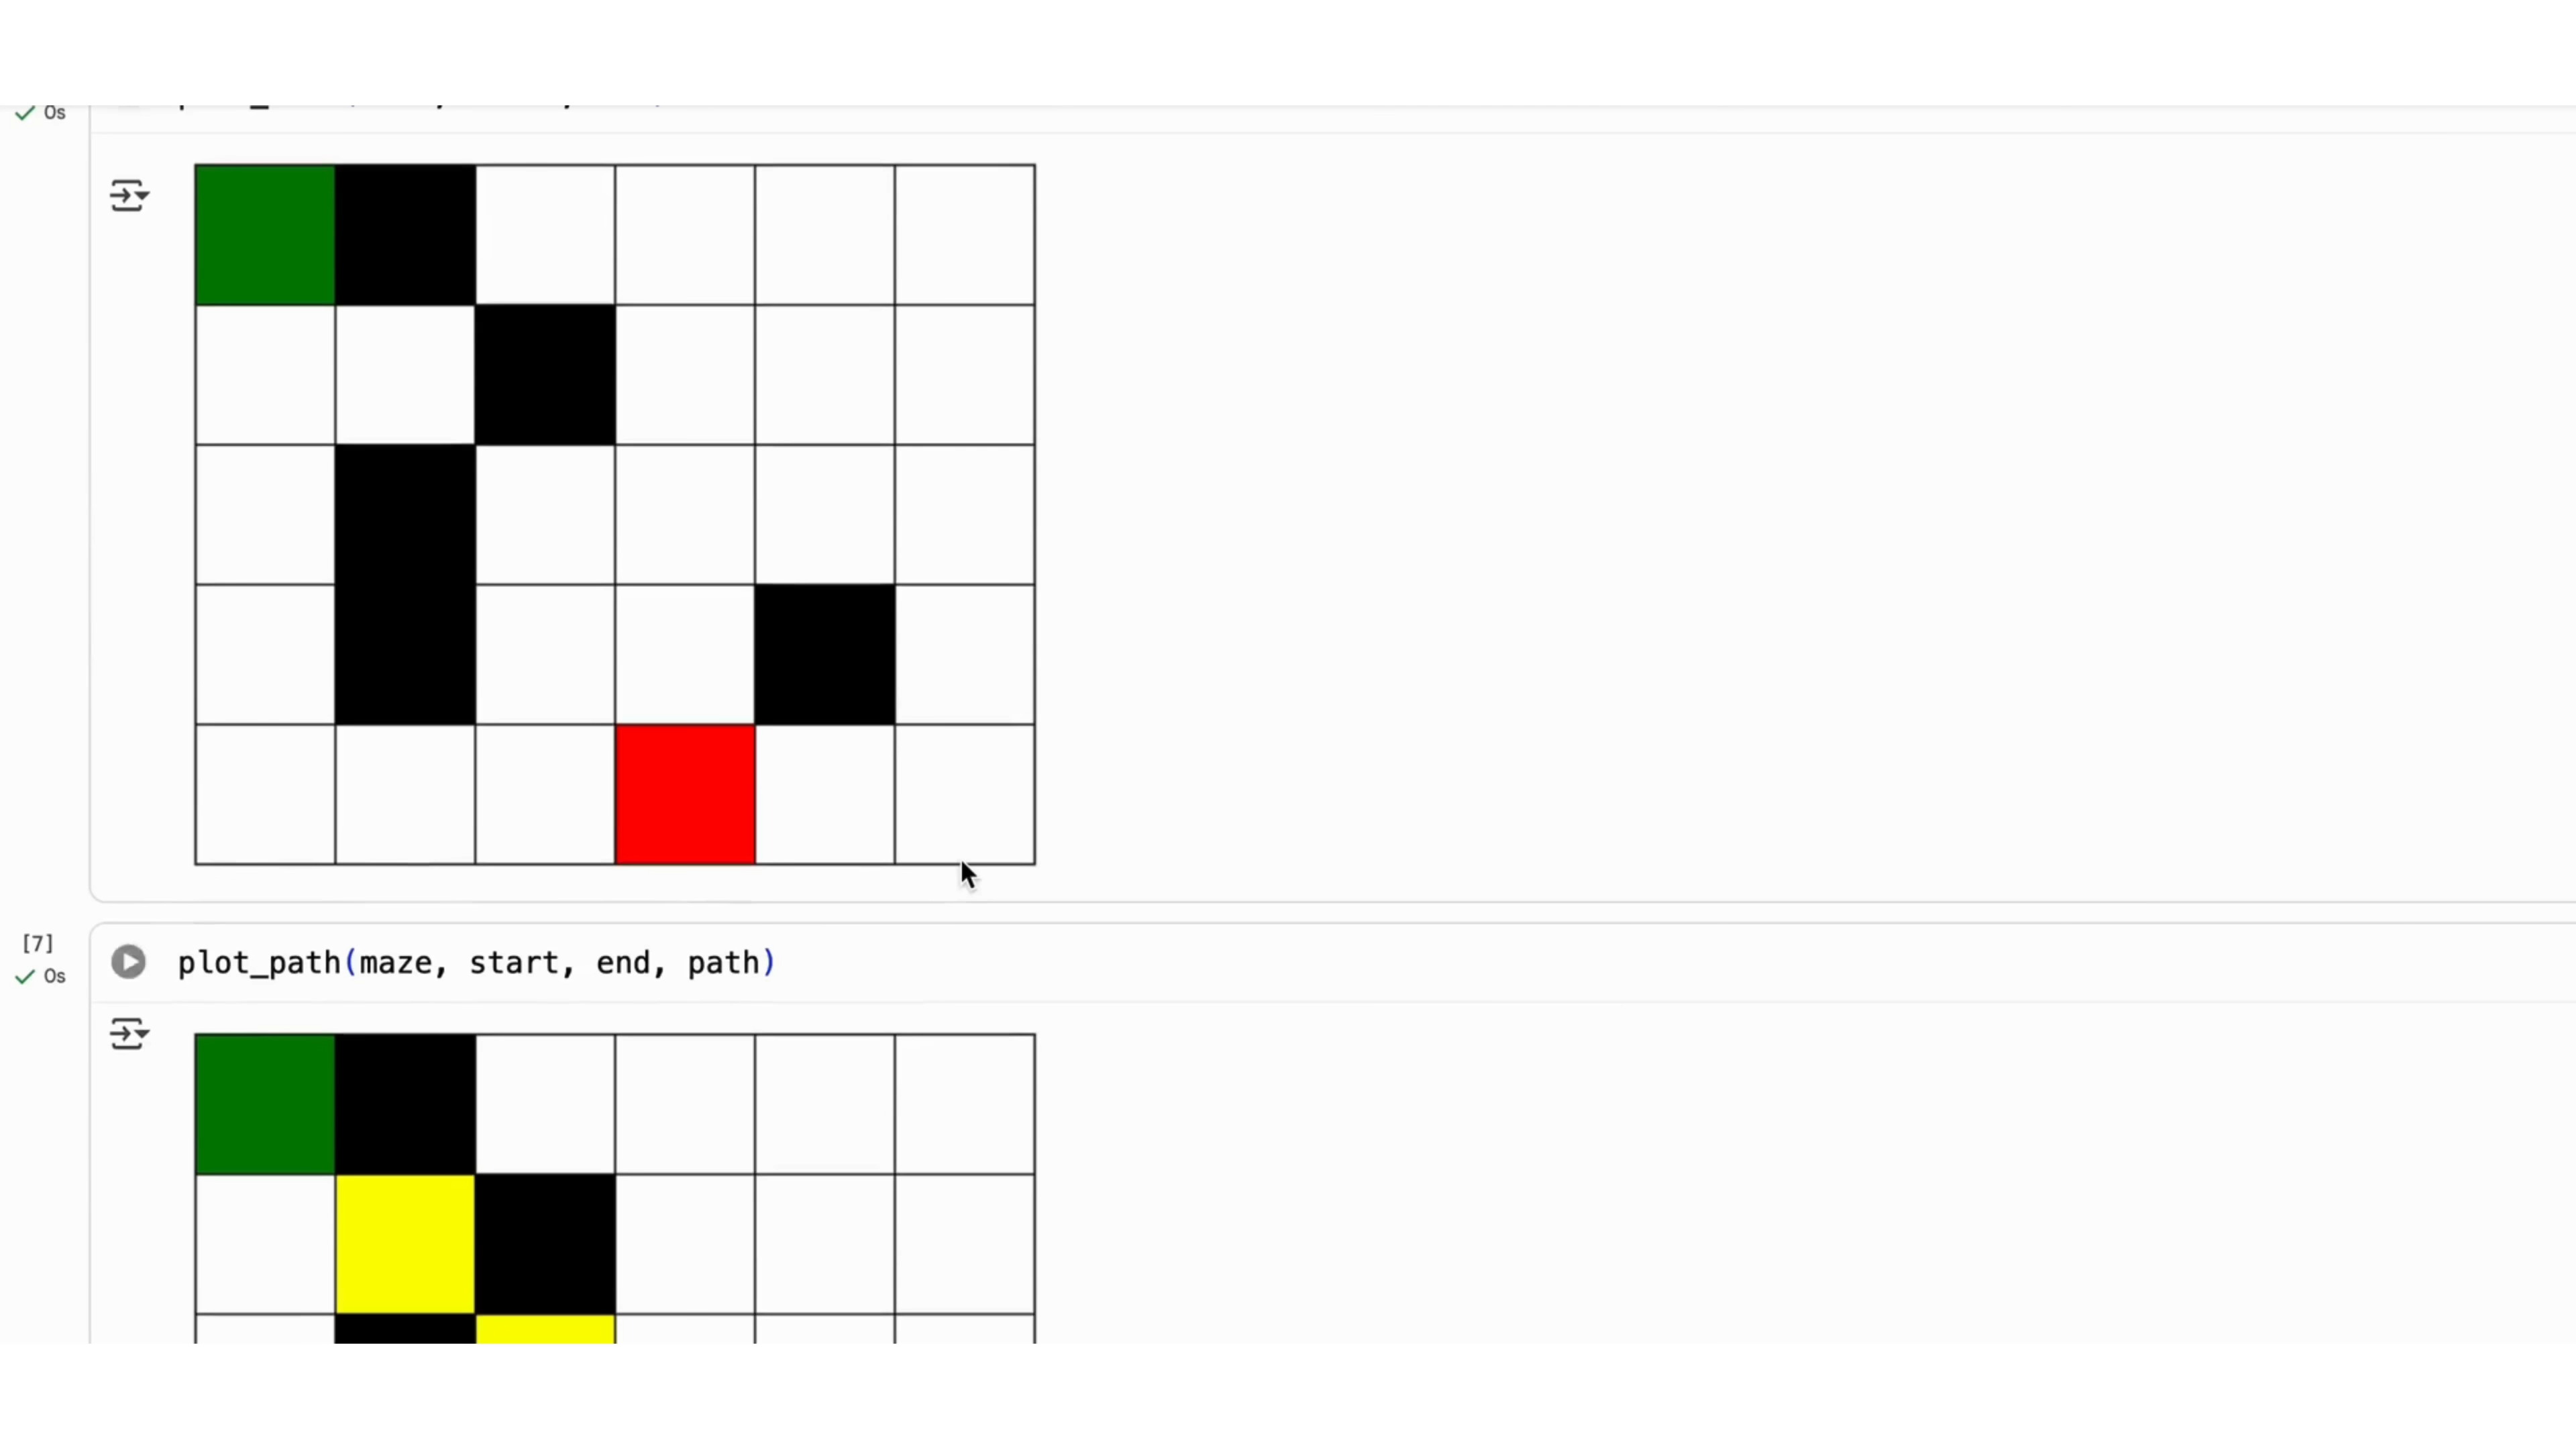 0s
[7]
plot_path(maze, start, end, path)
0s